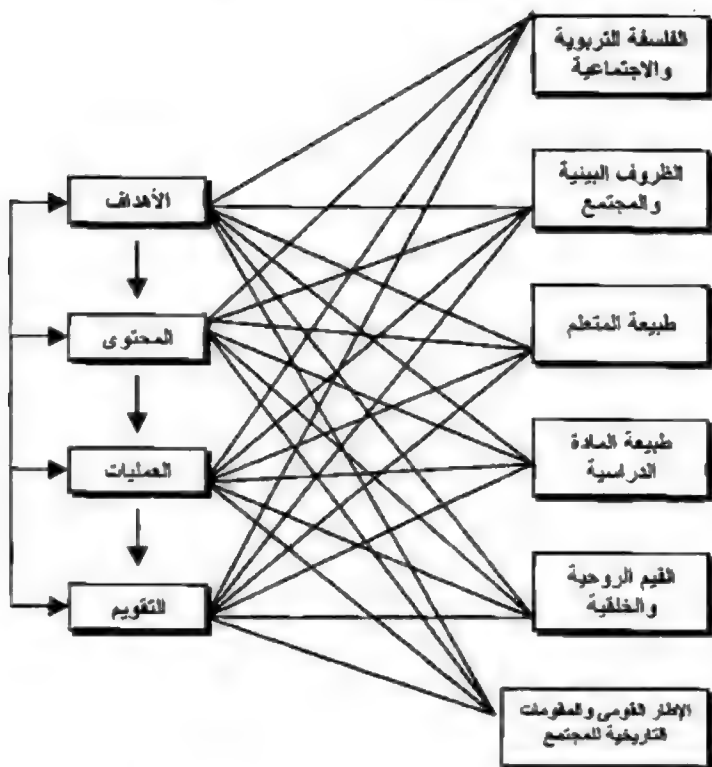 الفلسفة التربوية
والاجتماعية
الظروف البيئية
والمجتمع
طبيعة المتعلم
طبيعة المادة
الدراسية
القيم الروحية
والخلقية
الإطار القومى والمقومات
التاريخية للمجتمع
الأهداف
المحتوى
العمليات
التقويم